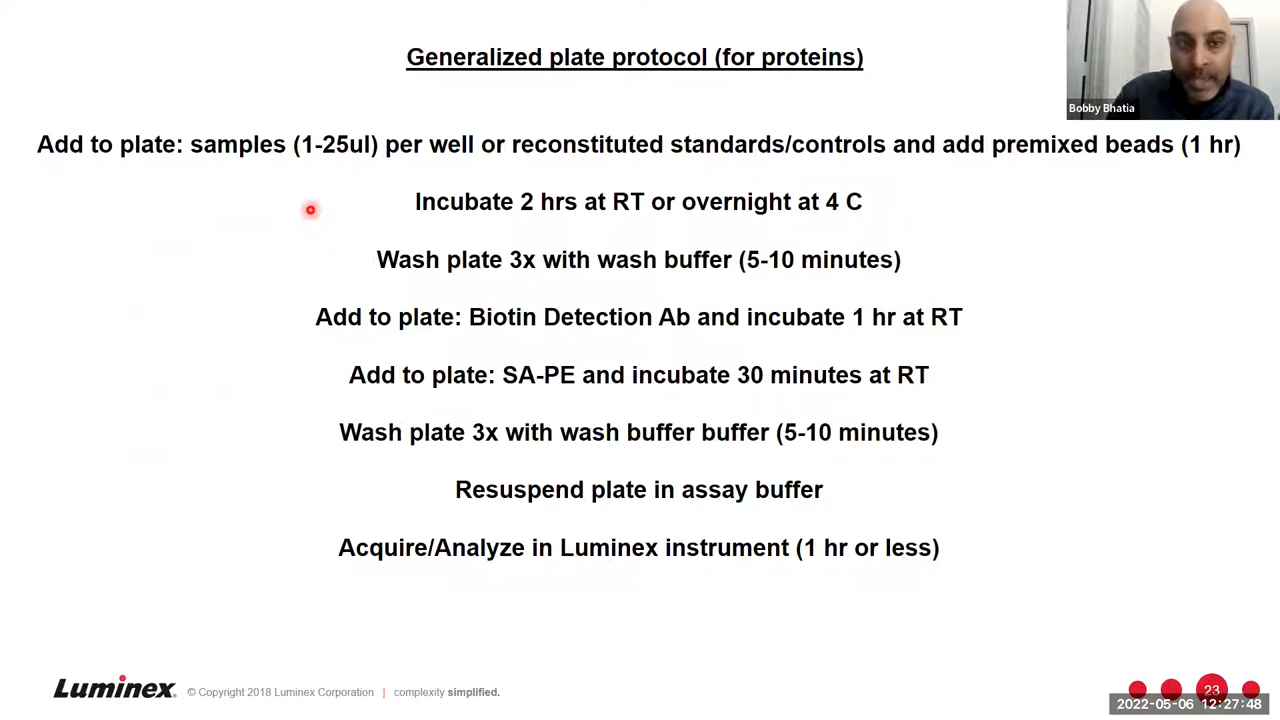 Generalized plate protocol (for proteins)
Bobby Bhatia
Add to plate: samples (1-25ul) per well or reconstituted standards/controls and add premixed beads (1 hr)
Incubate 2 hrs at RT or overnight at 4 C
Wash plate 3x with wash buffer (5-10 minutes)
Add to plate: Biotin Detection Ab and incubate 1 hr at RT
Add to plate: SA-PE and incubate 30 minutes at RT
Wash plate 3x with wash buffer buffer (5-10 minutes)
Resuspend plate in assay buffer
Acquire/Analyze in Luminex instrument (1 hr or less)
Luminex © Copyright 2018 Luminex Corporation | complexity simplified.
23
2022-05-06 12:27:48